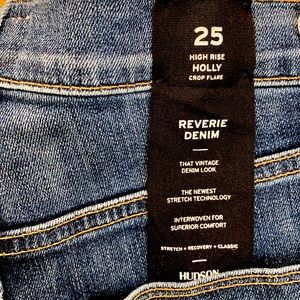 25
HIGH RISE
HOLLY
CROP FLARE
REVERIE
DENIM
THAT VINTAGE
DENIM LOOK
THE NEWEST
STRETCH TECHNOLOGY
INTERWOVEN FOR
SUPERIOR COMFORT
STRETCH + RECOVERY + CLASSIC
HUDSON